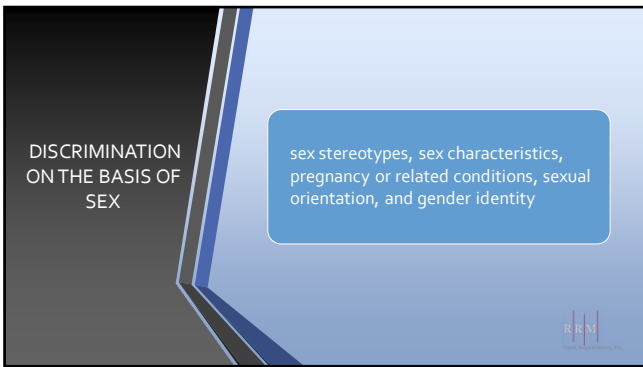 DISCRIMINATION
ON THE BASIS OF
SEX
sex stereotypes, sex characteristics,
pregnancy or related conditions, sexual
orientation, and gender identity
RRM